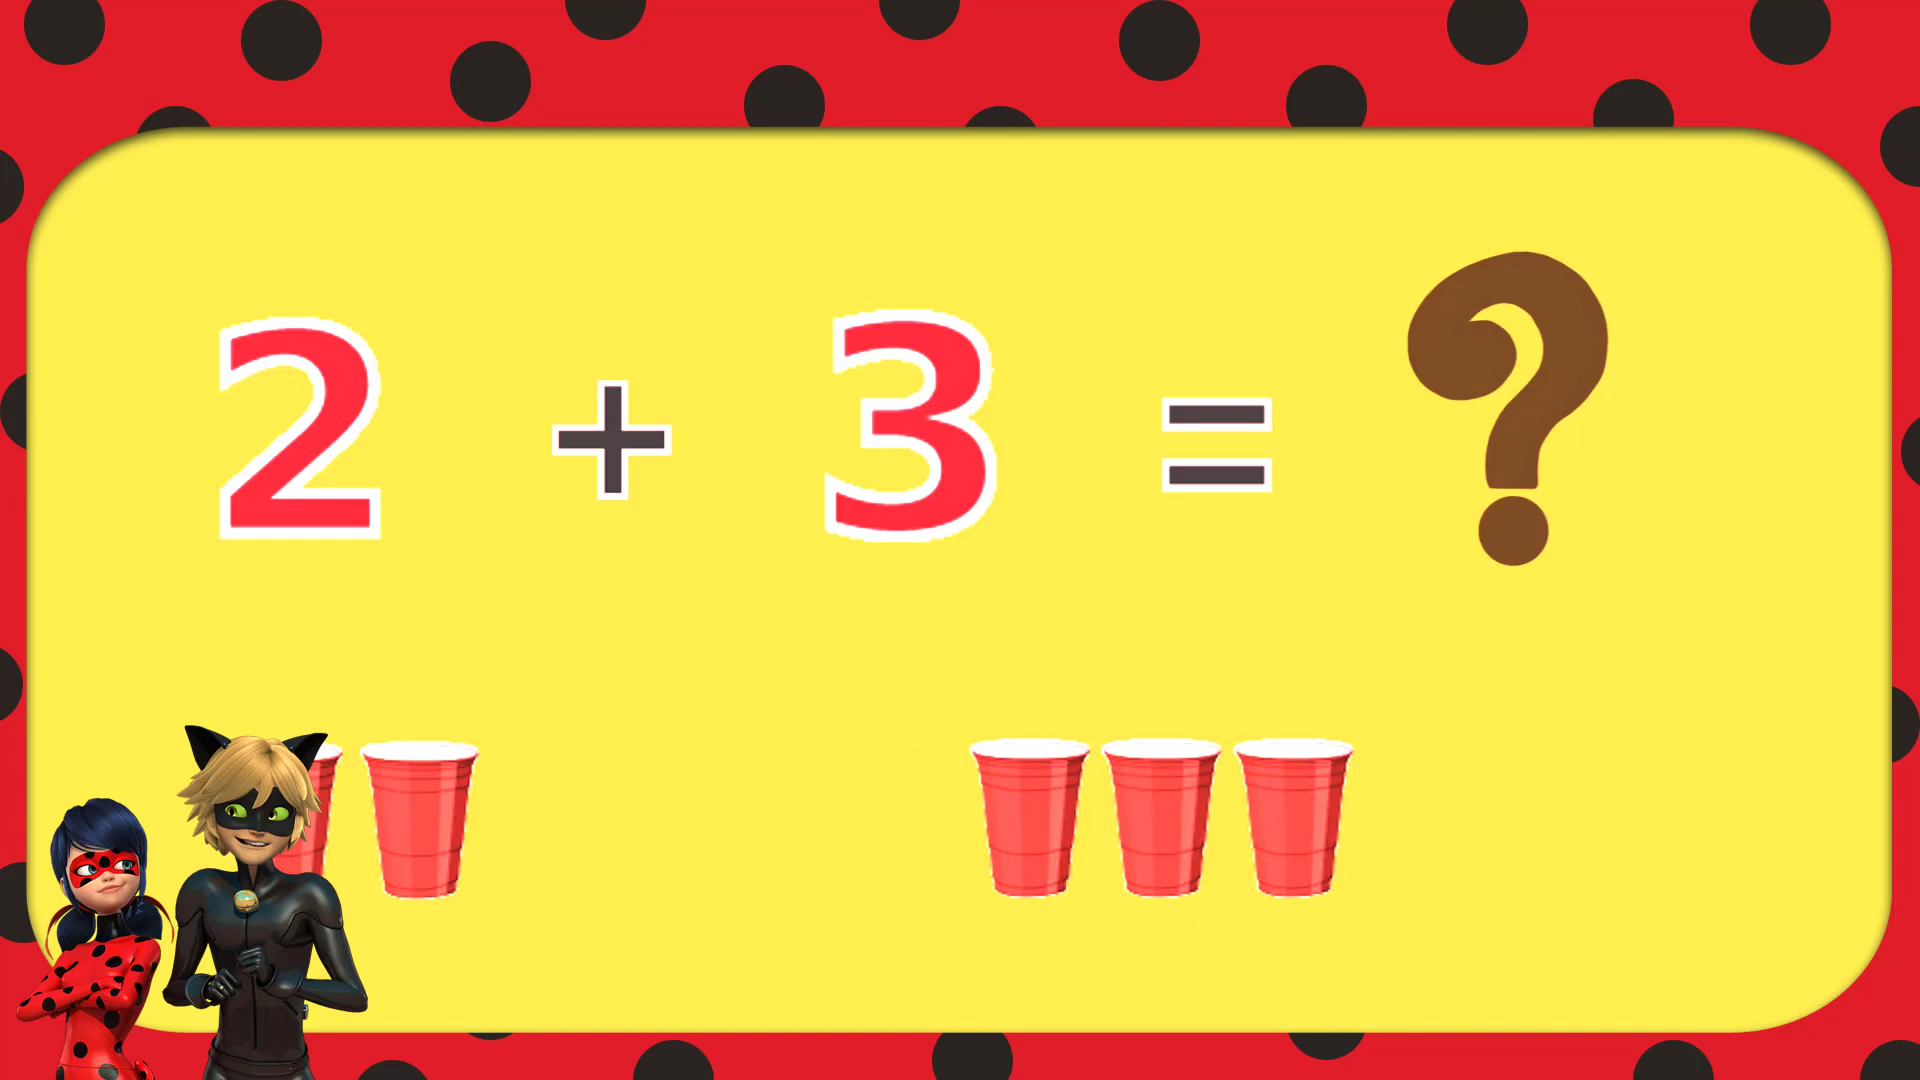 2 + 3 = ?